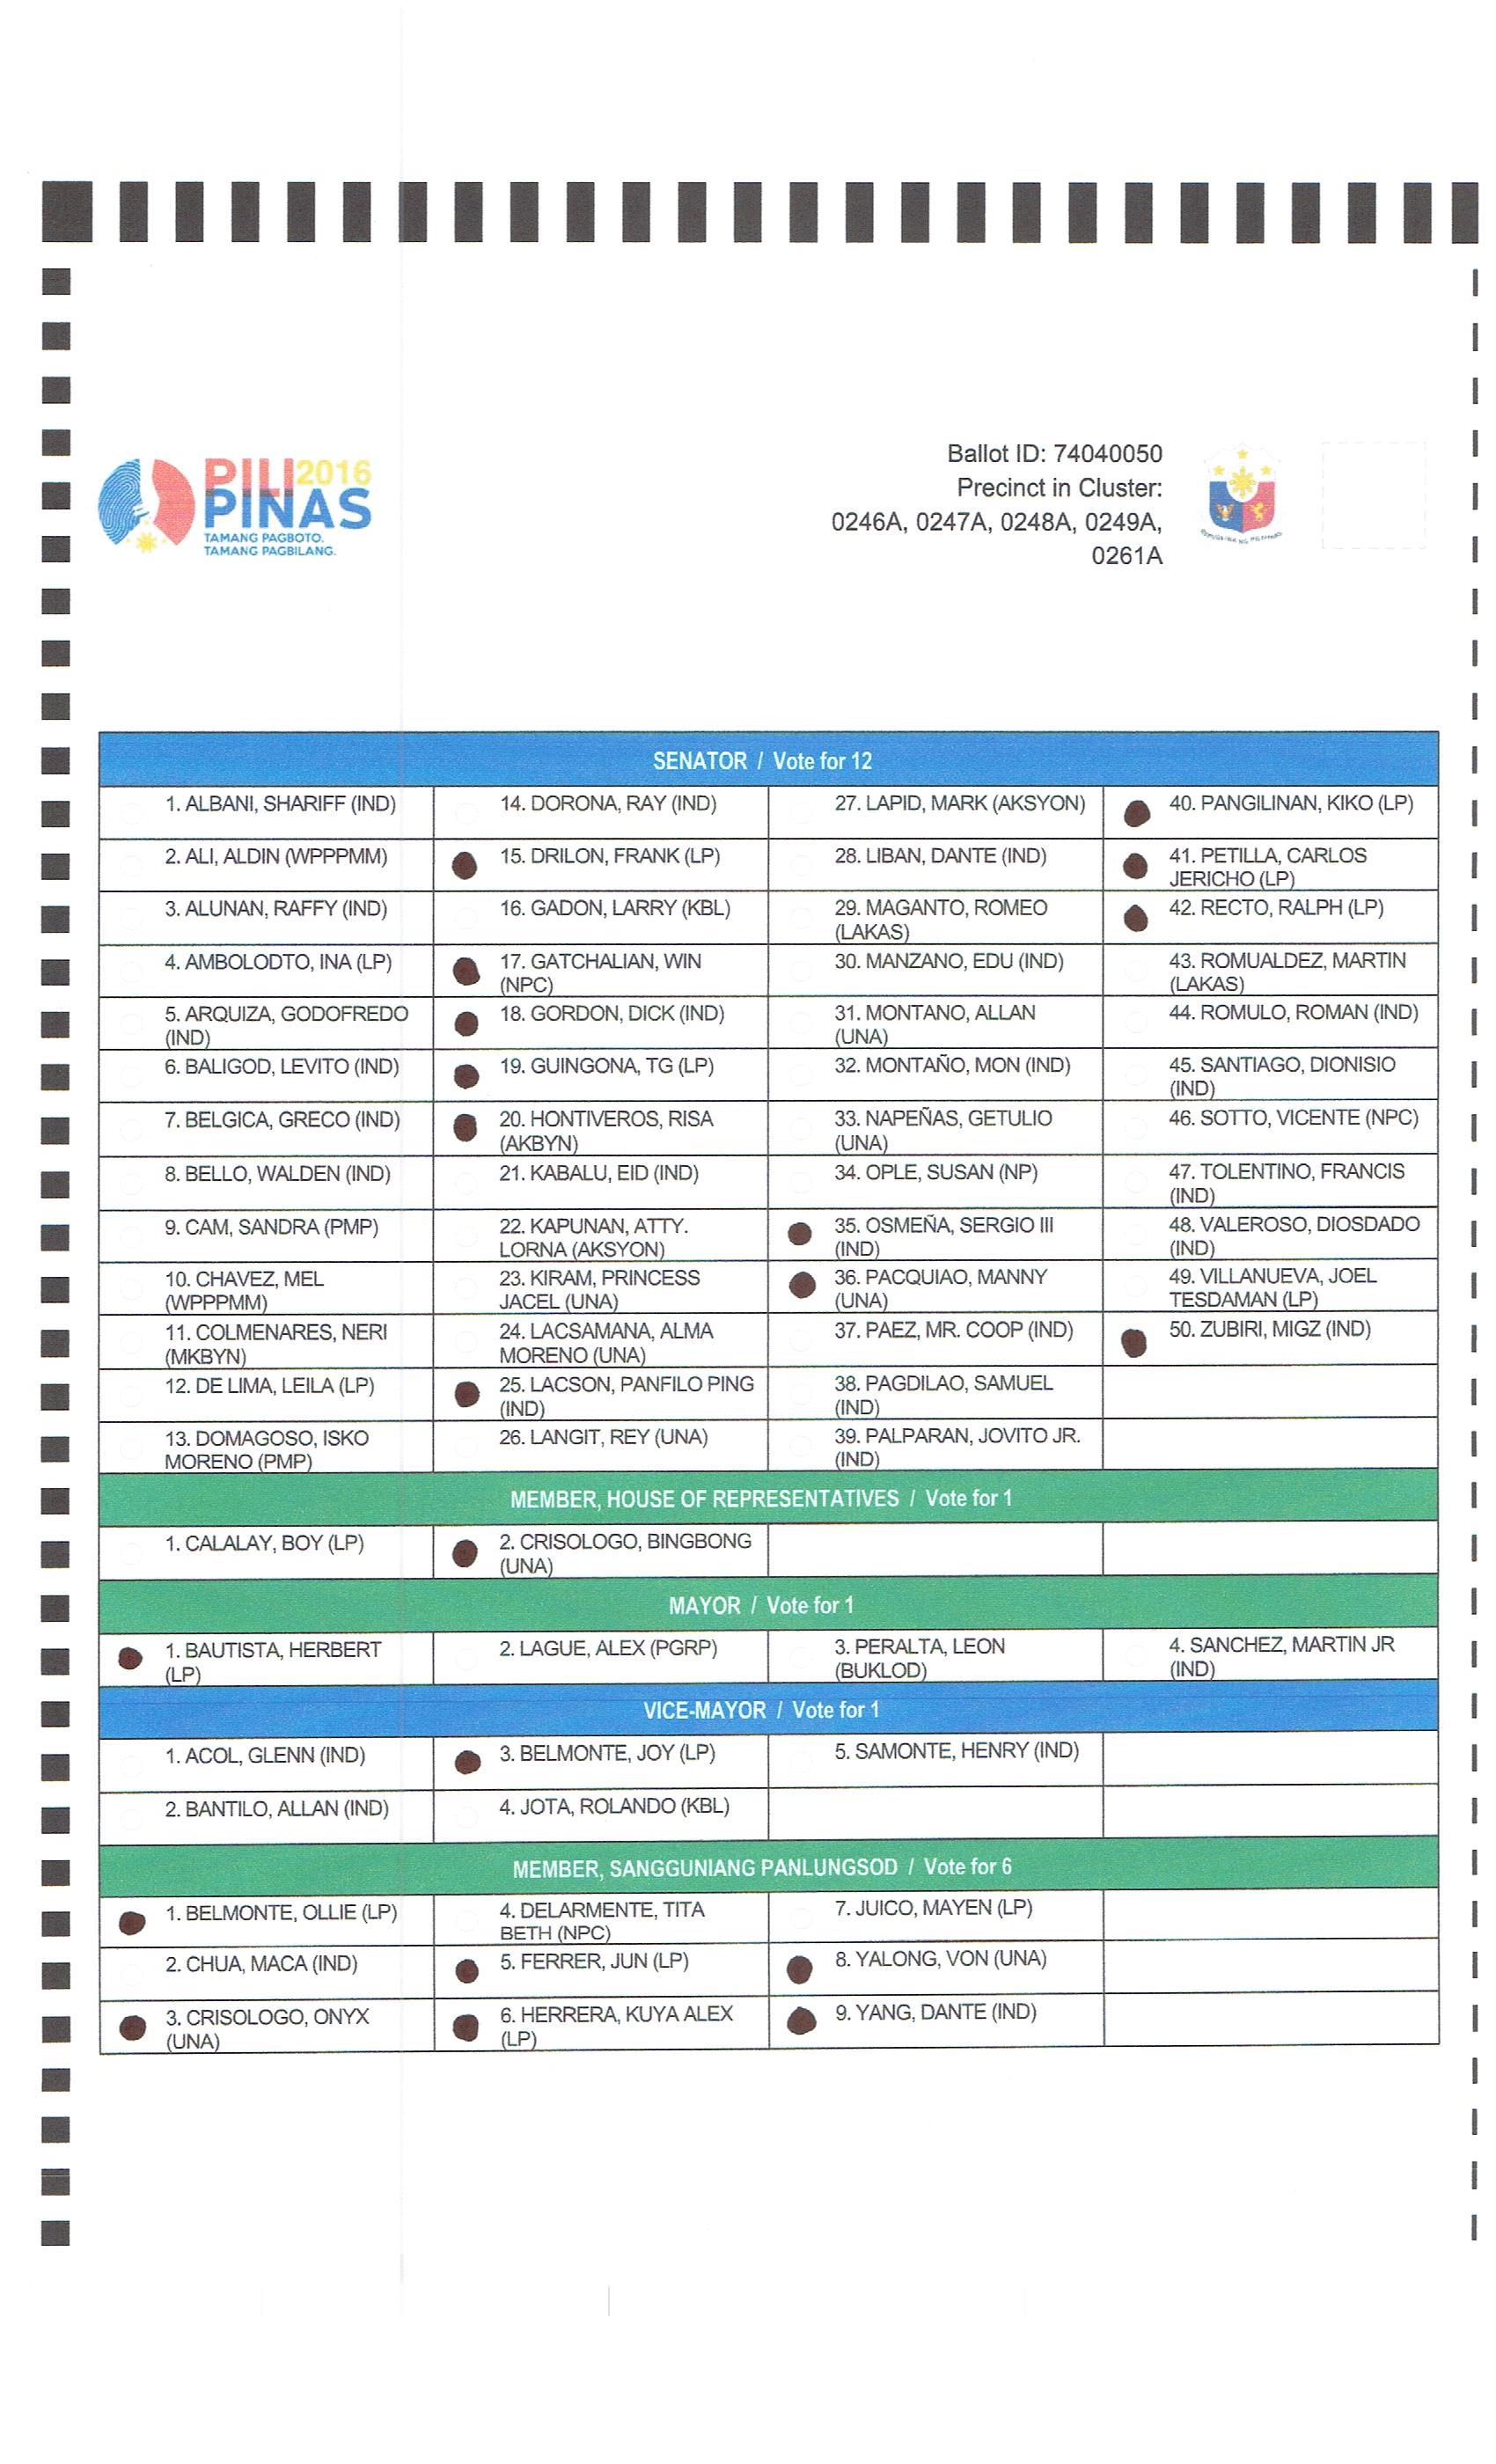 PILI2016
PINAS
TAMANG PAGBOTO.
TAMANG PAGBILANG.
Ballot ID: 74040050
Precinct in Cluster:
0246A, 0247A, 0248A, 0249A,
0261A
SENATOR / Vote for 12
1. ALBANI, SHARIFF (IND)
2. ALI, ALDIN (WPPPMM)
3. ALUNAN, RAFFY (IND)
4. AMBOLODTO, INA (LP)
5. ARQUIZA, GODOFREDO
(IND)
6. BALIGOD, LEVITO (IND)
7. BELGICA, GRECO (IND)
8. BELLO, WALDEN (IND)
9. CAM, SANDRA (PMP)
10. CHAVEZ, MEL
(WPPPMM)
11. COLMENARES, NERI
(MKBYN)
12. DE LIMA, LEILA (LP)
13. DOMAGOSO, ISKO
MORENO (PMP)
14. DORONA, RAY (IND)
15. DRILON, FRANK (LP)
16. GADON, LARRY (KBL)
17. GATCHALIAN, WIN
(NPC)
18. GORDON, DICK (IND)
19. GUINGONA, TG (LP)
20. HONTIVEROS, RISA
(AKBYN)
21. KABALU, EID (IND)
22. KAPUNAN, ATTY.
LORNA (AKSYON)
23. KIRAM, PRINCESS
JACEL (UNA)
24. LACSAMANA, ALMA
MORENO (UNA)
25. LACSON, PANFILO PING
(IND)
26. LANGIT, REY (UNA)
27. LAPID, MARK (AKSYON)
28. LIBAN, DANTE (IND)
29. MAGANTO, ROMEO
(LAKAS)
30. MANZANO, EDU (IND)
31. MONTANO, ALLAN
(UNA)
32. MONTAÑO, MON (IND)
33. NAPEÑAS, GETULIO
(UNA)
34. OPLE, SUSAN (NP)
35. OSMEÑA, SERGIO III
(IND)
36. PACQUIAO, MANNY
(UNA)
37. PAEZ, MR. COOP (IND)
38. PAGDILAO, SAMUEL
(IND)
39. PALPARAN, JOVITO JR.
(IND)
40. PANGILINAN, KIKO (LP)
41. PETILLA, CARLOS
JERICHO (LP)
42. RECTO, RALPH (LP)
43. ROMUALDEZ, MARTIN
(LAKAS)
44. ROMULO, ROMAN (IND)
45. SANTIAGO, DIONISIO
(IND)
46. SOTTO, VICENTE (NPC)
47. TOLENTINO, FRANCIS
(IND)
48. VALEROSO, DIOSDADO
(IND)
49. VILLANUEVA, JOEL
TESDAMAN (LP)
50. ZUBIRI, MIGZ (IND)
MEMBER, HOUSE OF REPRESENTATIVES / Vote for 1
1. CALALAY, BOY (LP)
2. CRISOLOGO, BINGBONG
(UNA)
MAYOR / Vote for 1
1. BAUTISTA, HERBERT
(LP)
2. LAGUE, ALEX (PGRP)
3. PERALTA, LEON
(BUKLOD)
4. SANCHEZ, MARTIN JR
(IND)
VICE-MAYOR / Vote for 1
1. ACOL, GLENN (IND)
2. BANTILO, ALLAN (IND)
3. BELMONTE, JOY (LP)
4. JOTA, ROLANDO (KBL)
5. SAMONTE, HENRY (IND)
MEMBER, SANGGUNIANG PANLUNGSOD / Vote for 6
1. BELMONTE, OLLIE (LP)
2. CHUA, MACA (IND)
3. CRISOLOGO, ONYX
(UNA)
4. DELARMENTE, TITA
BETH (NPC)
5. FERRER, JUN (LP)
6. HERRERA, KUYA ALEX
(LP)
7. JUICO, MAYEN (LP)
8. YALONG, VON (UNA)
9. YANG, DANTE (IND)